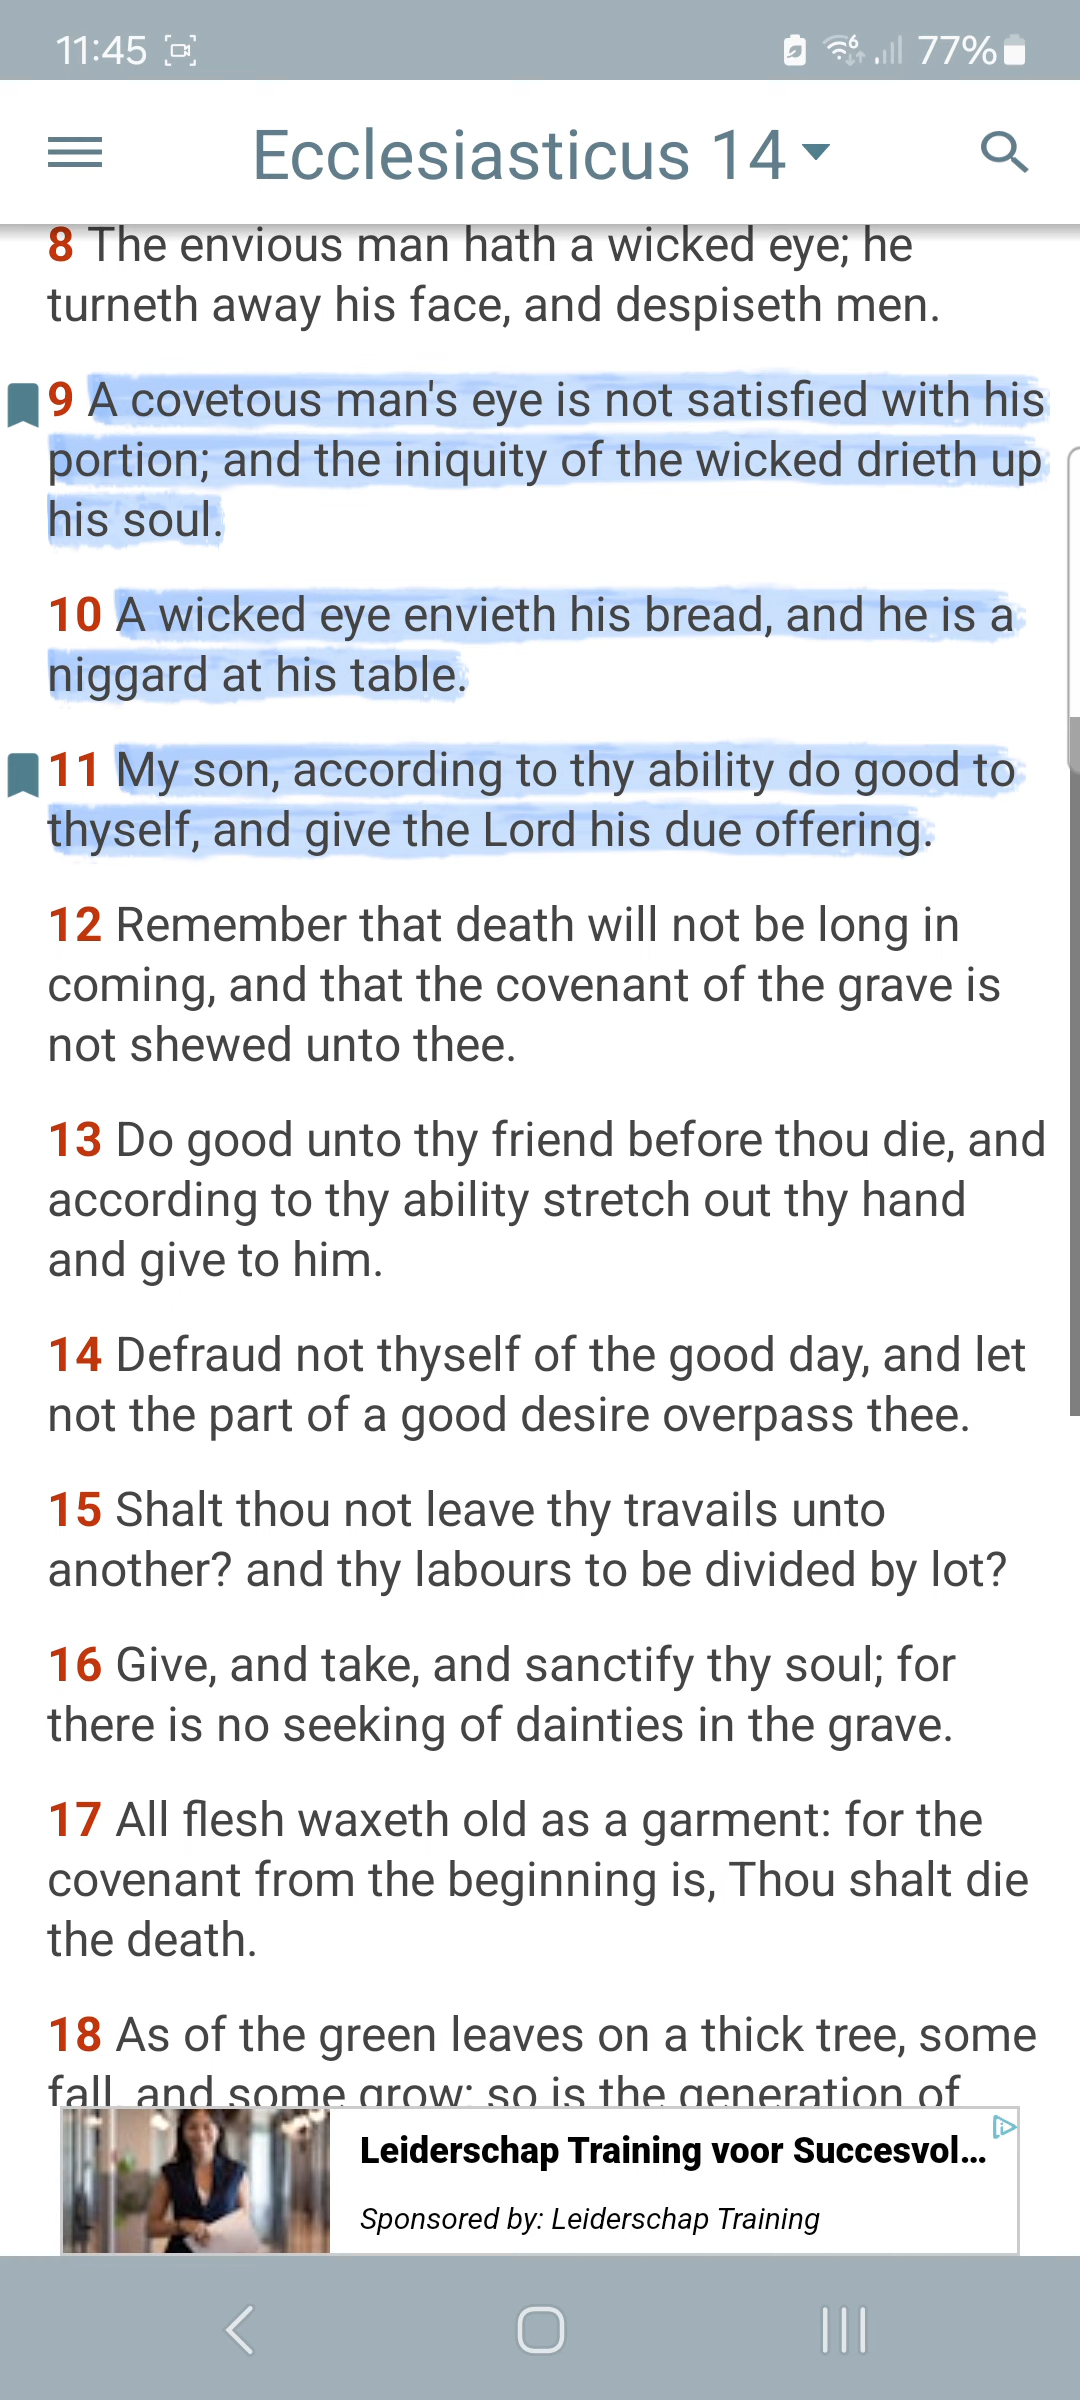 11:45
6
77%
Ecclesiasticus 14
8 The envious man hath a wicked eye; he
turneth away his face, and despiseth men.
9 A covetous man's eye is not satisfied with his
portion; and the iniquity of the wicked drieth up
his soul.
10 A wicked eye envieth his bread, and he is a
niggard at his table.
11 My son, according to thy ability do good to
thyself, and give the Lord his due offering.
12 Remember that death will not be long in
coming, and that the covenant of the grave is
not shewed unto thee.
13 Do good unto thy friend before thou die, and
according to thy ability stretch out thy hand
and give to him.
14 Defraud not thyself of the good day, and let
not the part of a good desire overpass thee.
15 Shalt thou not leave thy travails unto
another? and thy labours to be divided by lot?
16 Give, and take, and sanctify thy soul; for
there is no seeking of dainties in the grave.
17 All flesh waxeth old as a garment: for the
covenant from the beginning is, Thou shalt die
the death.
18 As of the green leaves on a thick tree, some
fall, and some grow; so is the generation of
Leiderschap Training voor Succesvol...
Sponsored by: Leiderschap Training